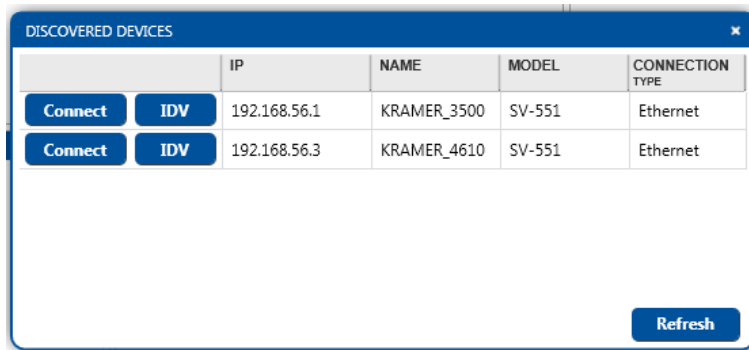 DISCOVERED DEVICES ×
IP NAME MODEL CONNECTION
TYPE
Connect IDV 192.168.56.1 KRAMER_3500 SV-551 Ethernet
Connect IDV 192.168.56.3 KRAMER_4610 SV-551 Ethernet
Refresh